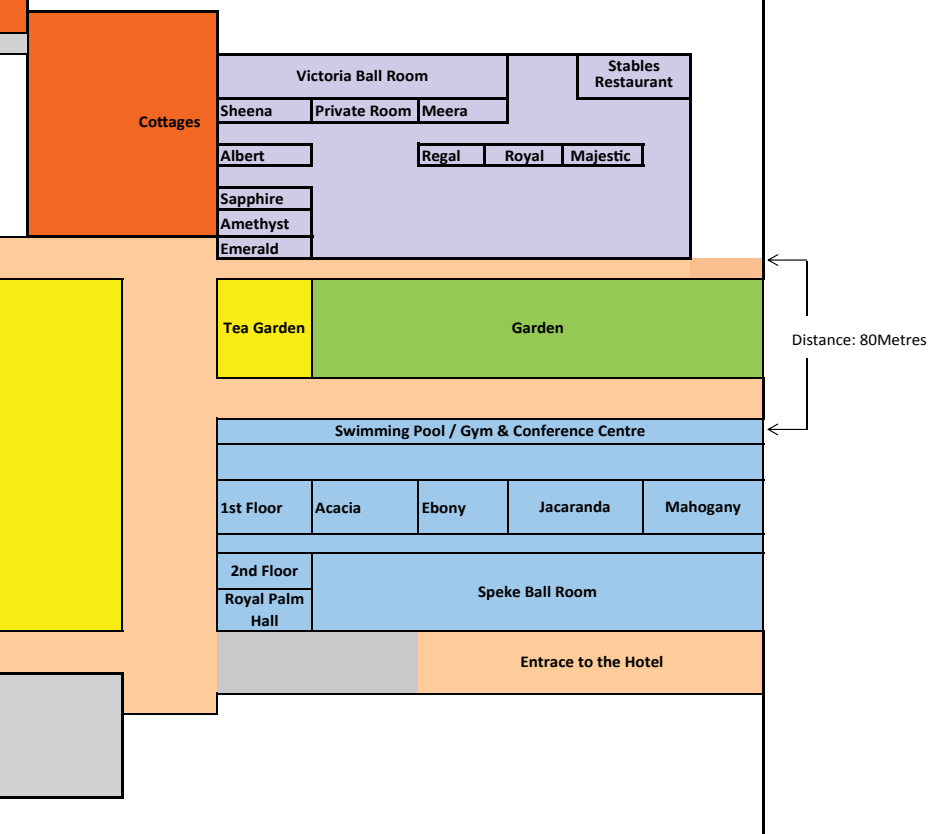 Victoria Ball Room
Stables
Restaurant
Sheena
Private Room
Meera
Cottages
Albert
Regal
Royal
Majestic
Sapphire
Amethyst
Emerald
Tea Garden
Garden
Distance: 80Metres
Swimming Pool / Gym & Conference Centre
1st Floor
Acacia
Ebony
Jacaranda
Mahogany
2nd Floor
Royal Palm
Hall
Speke Ball Room
Entrace to the Hotel